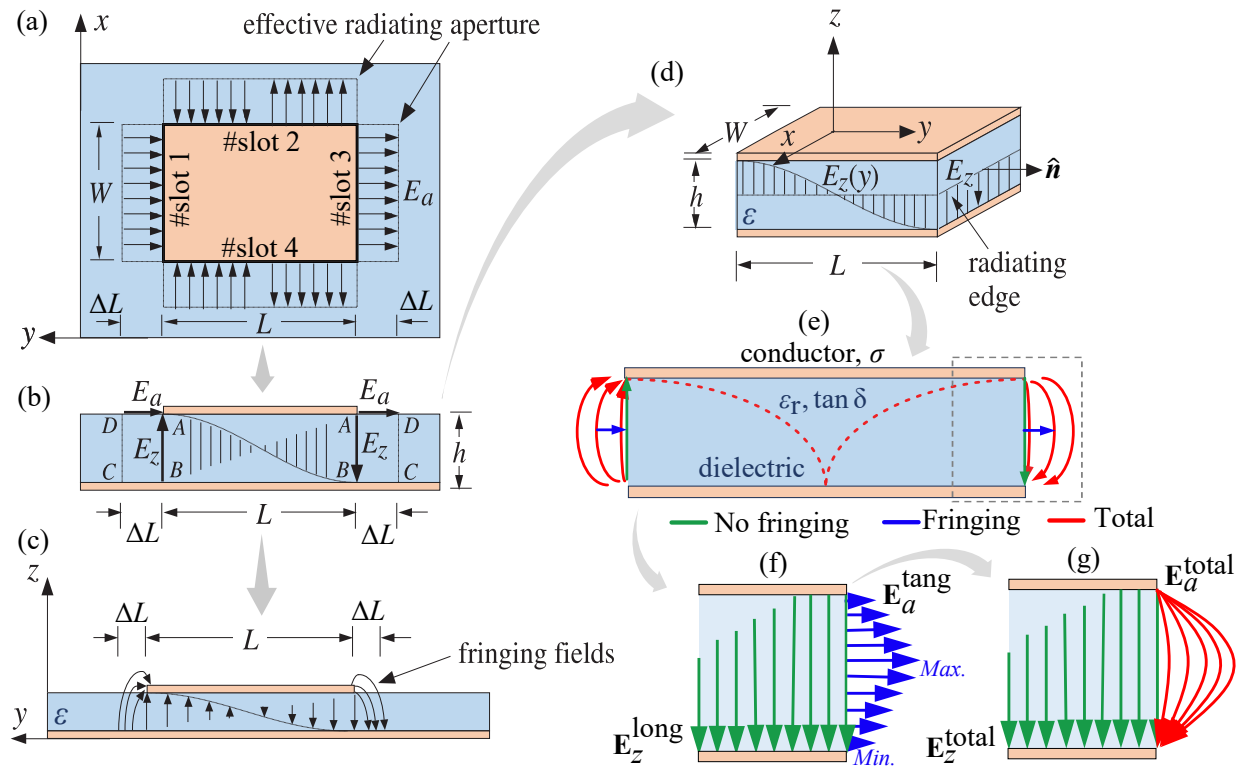 (a)
x
effective radiating aperture
#slot 2
#slot 1
#slot 3
#slot 4
W
E_a
ΔL
L
ΔL
y
(b)
E_a
E_a
D
A
A
D
E_z
E_z
C
B
B
C
h
ΔL
L
ΔL
(c)
z
ΔL
L
ΔL
fringing fields
ε
y
(d)
z
W
x
y
E_z(y)
E_z
n̂
h
ε
L
radiating
edge
(e)
conductor, σ
ε_r, tan δ
dielectric
No fringing
Fringing
Total
(f)
E_a^tang
Max.
E_z^long
Min.
(g)
E_a^total
E_z^total